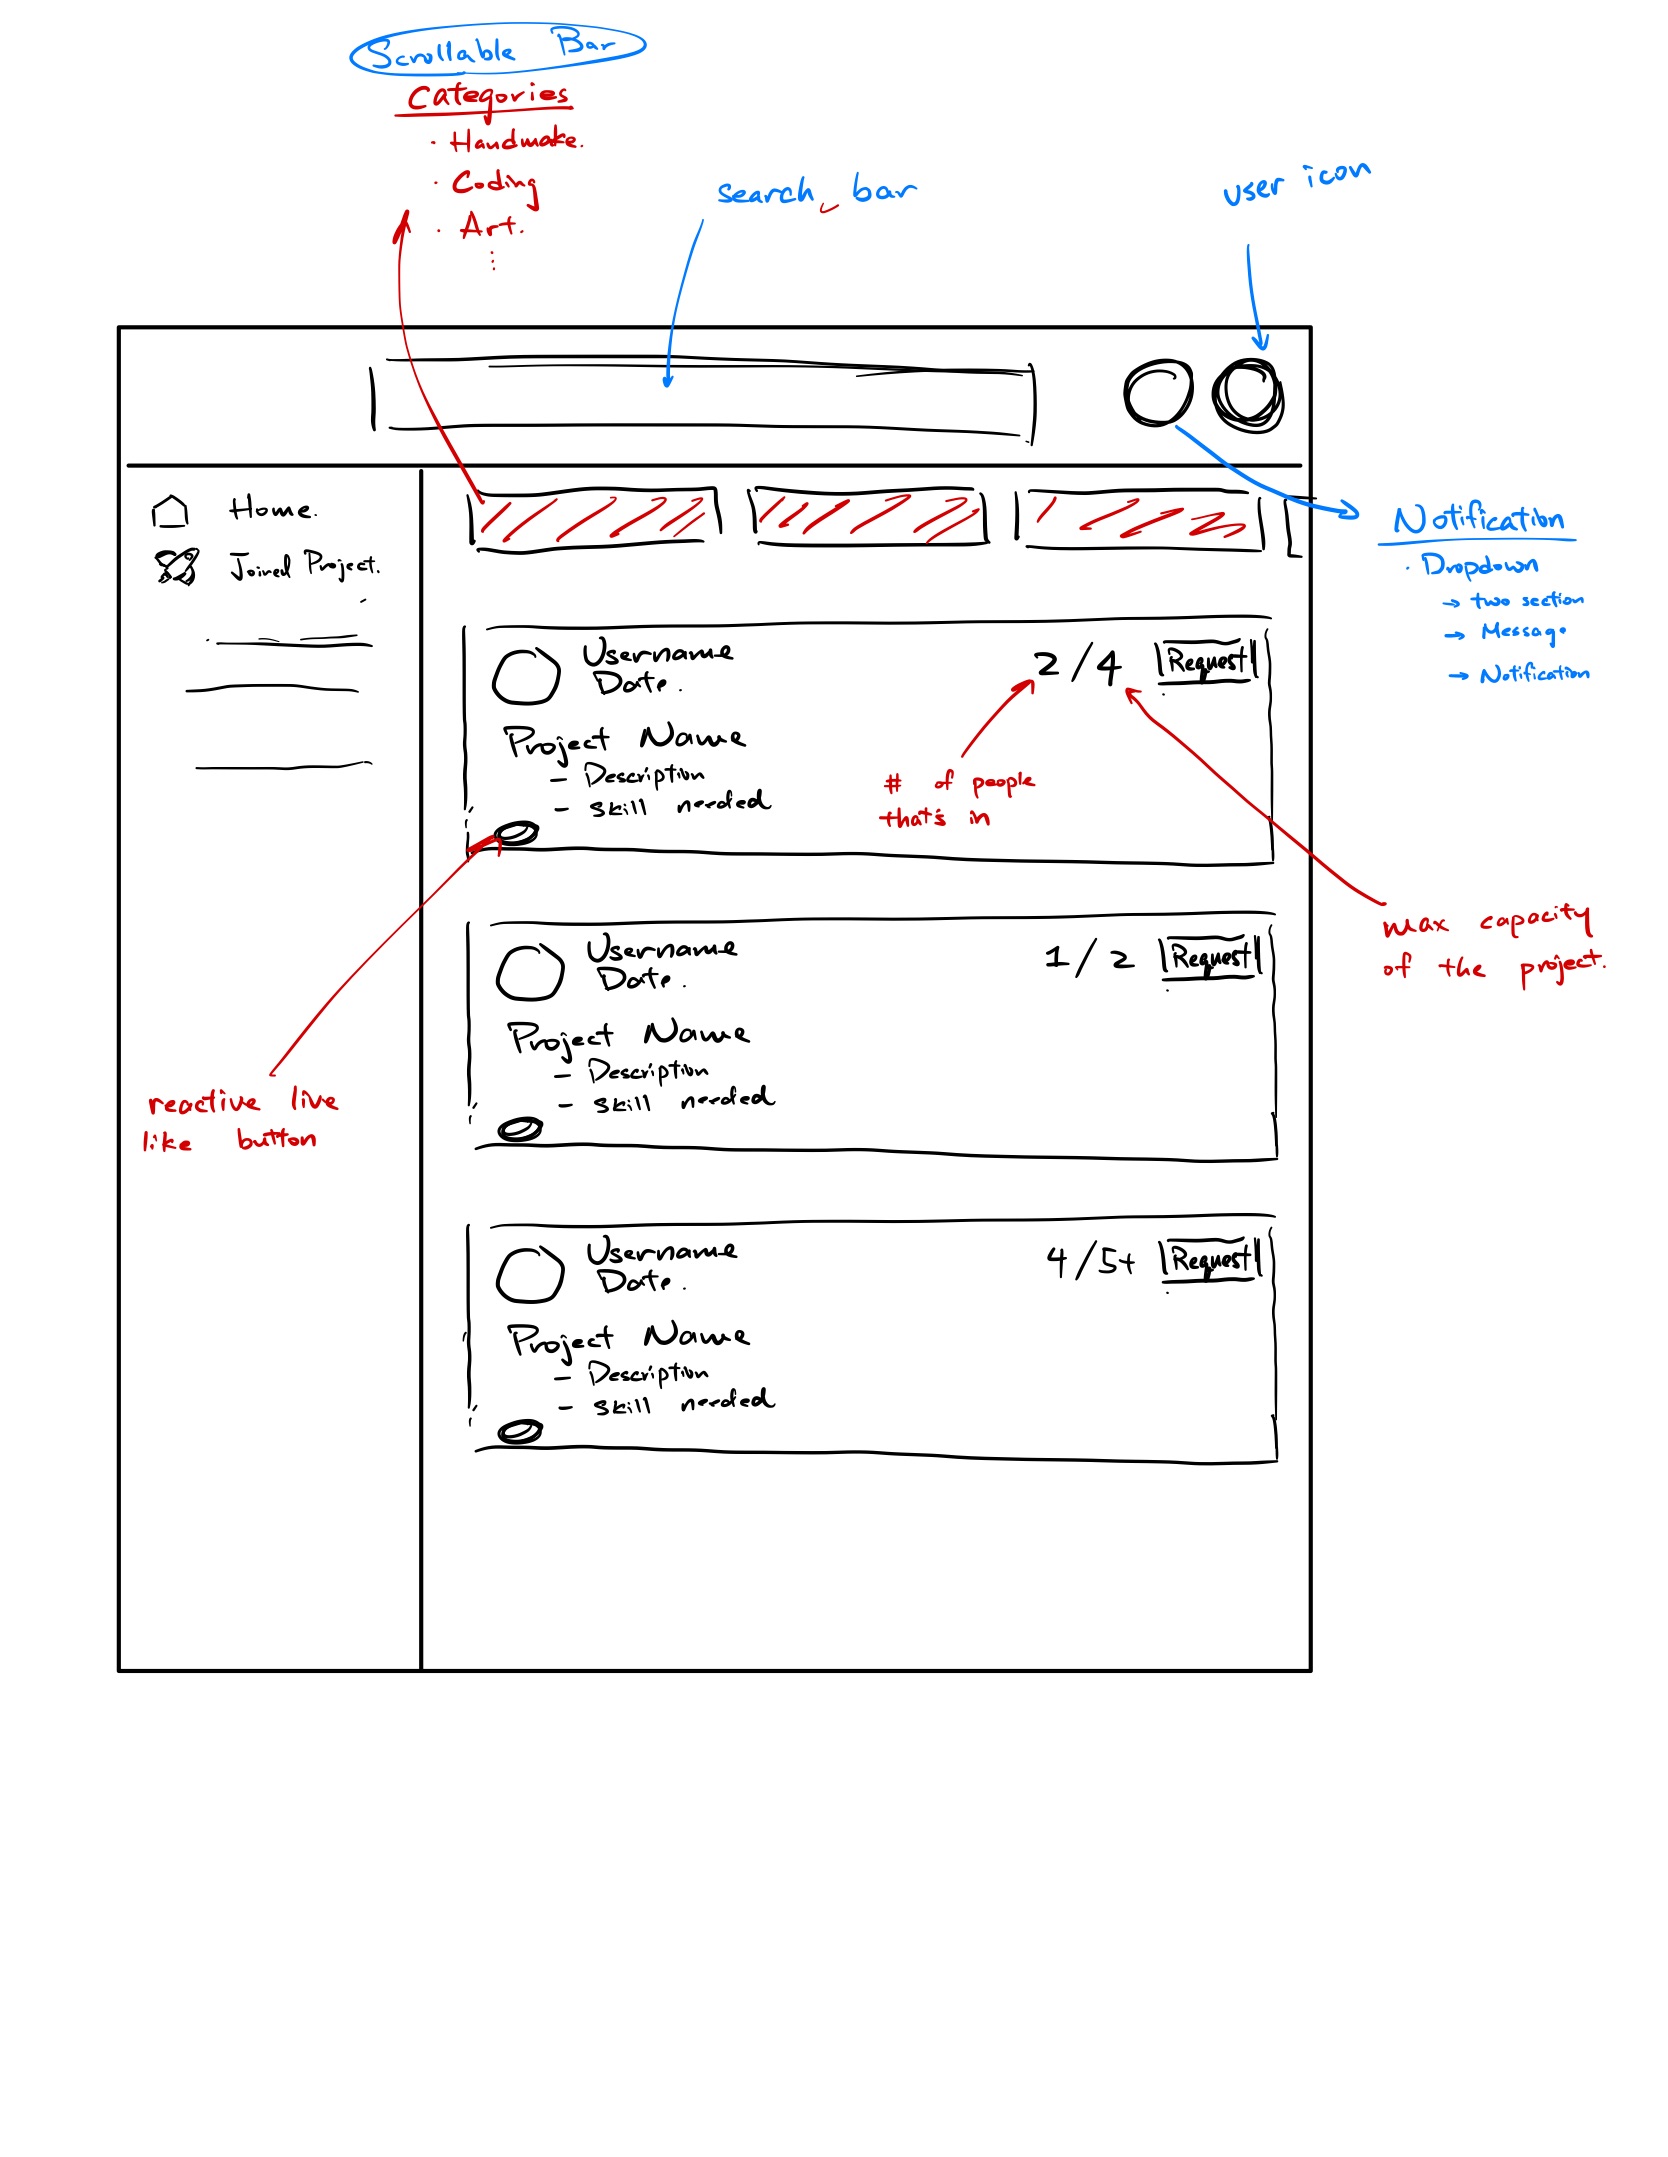 Scrollable Bar
Categories
· Handmake.
· Coding
· Art.
search bar
user icon
Home.
Joined Project.
Notification
· Dropdown
→ two section
→ Message
→ Notification
Username
Date.
2/4
Request
Project Name
- Description
- skill needed
# of people
that's in
max capacity
of the project.
Username
Date.
1/2
Request
Project Name
- Description
- skill needed
reactive live
like button
Username
Date.
4/5+
Request
Project Name
- Description
- skill needed